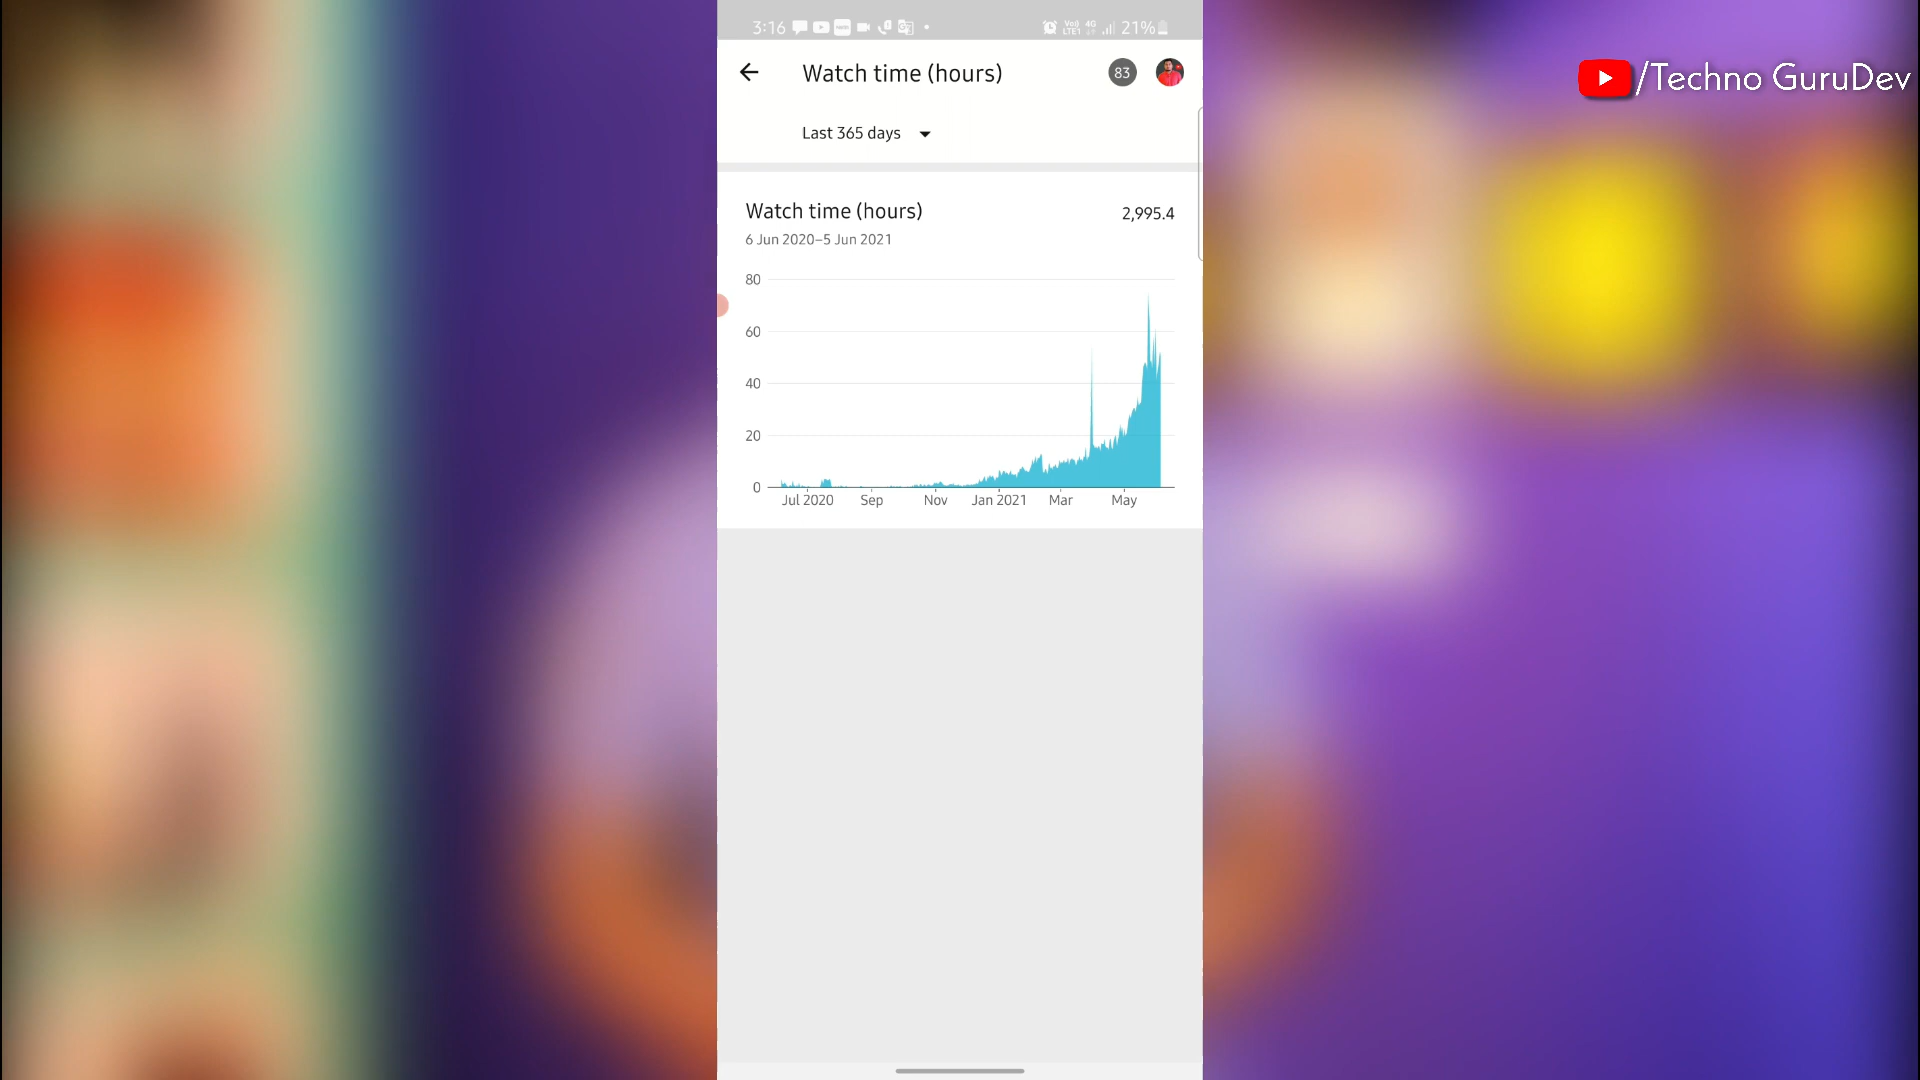 3:16
21%
Watch time (hours)
83
/Techno GuruDev
Last 365 days
Watch time (hours)
2,995.4
6 Jun 2020–5 Jun 2021
80
60
40
20
0
Jul 2020 Sep Nov Jan 2021 Mar May